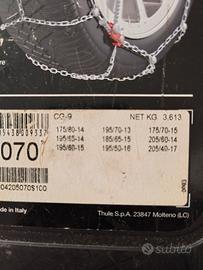 CG-9
NET KG. 3.613
070
175/80-14
195/70-13
175/70-15
195/65-14
185/65-15
205/60-14
195/60-15
195/50-16
205/40-17
004205070S100
ade in Italy
Thule S.p.A. 23847 Molteno (LC)
subito